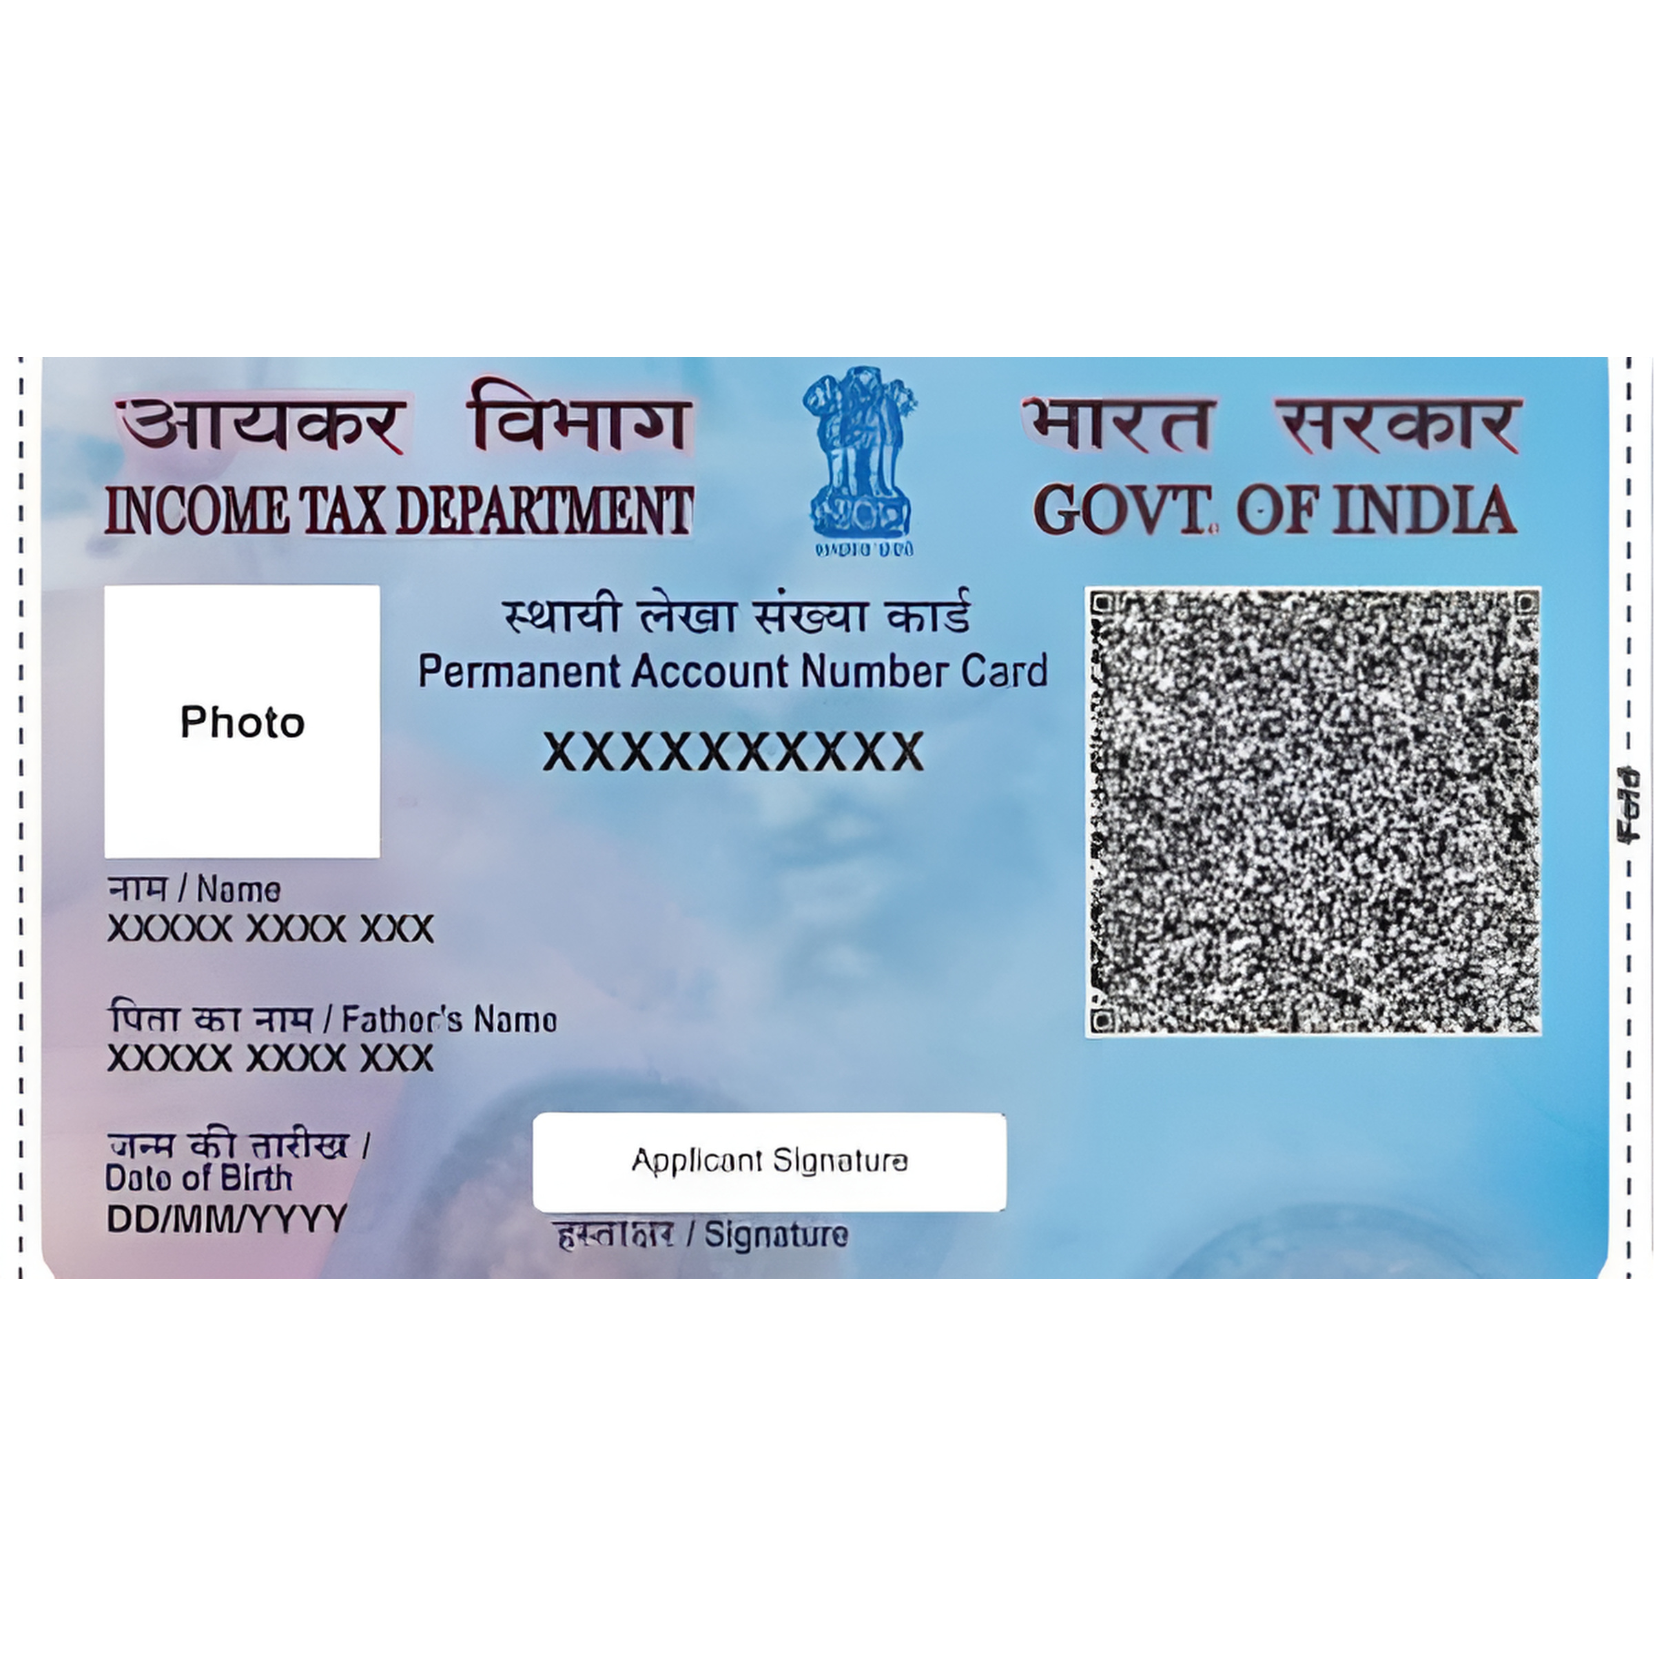 आयकर विभाग
INCOME TAX DEPARTMENT
भारत सरकार
GOVT. OF INDIA
स्थायी लेखा संख्या कार्ड
Permanent Account Number Card
XXXXXXXXXX
Photo
नाम / Name
XXXXX XXXX XXX
पिता का नाम / Father's Name
XXXXX XXXX XXX
जन्म की तारीख /
Date of Birth
DD/MM/YYYY
Applicant Signature
हस्ताक्षर / Signature
Fold